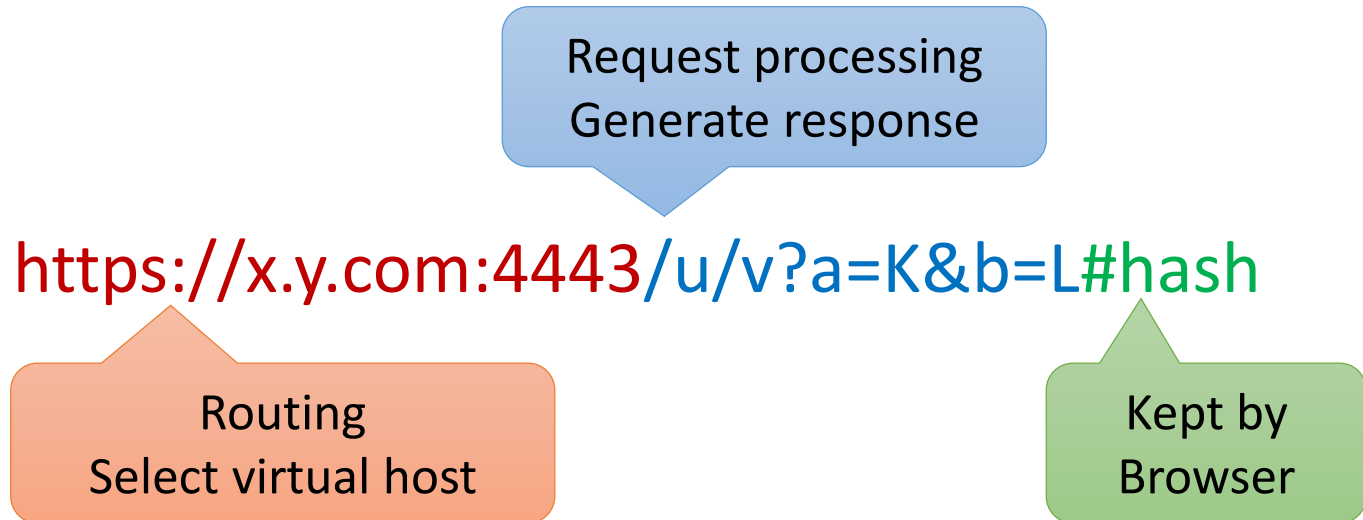 Request processing
Generate response
https://x.y.com:4443/u/v?a=K&b=L#hash
Routing
Select virtual host
Kept by
Browser